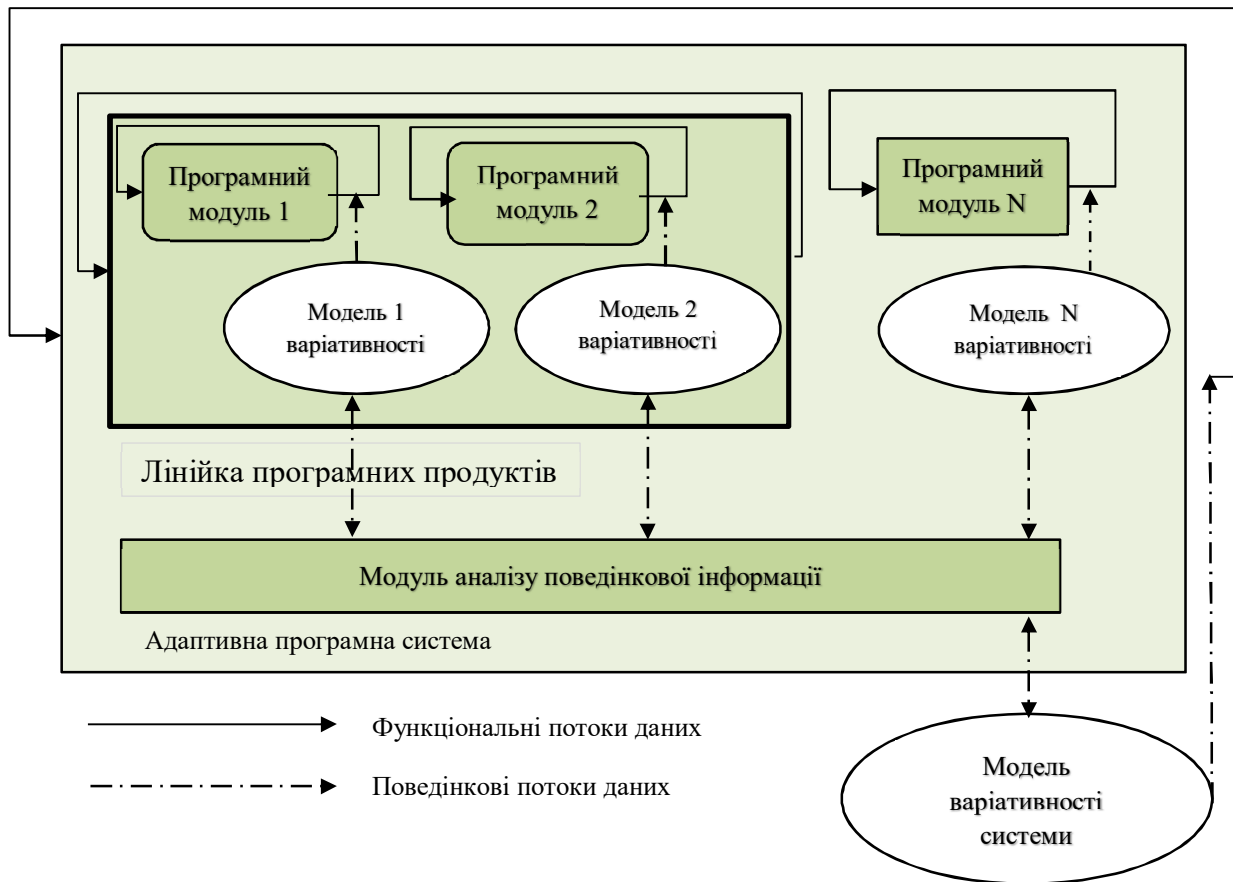 Програмний
модуль 1
Програмний
модуль 2
Програмний
модуль N
Модель 1
варіативності
Модель 2
варіативності
Модель N
варіативності
Лінійка програмних продуктів
Модуль аналізу поведінкової інформації
Адаптивна програмна система
Функціональні потоки даних
Поведінкові потоки даних
Модель
варіативності
системи